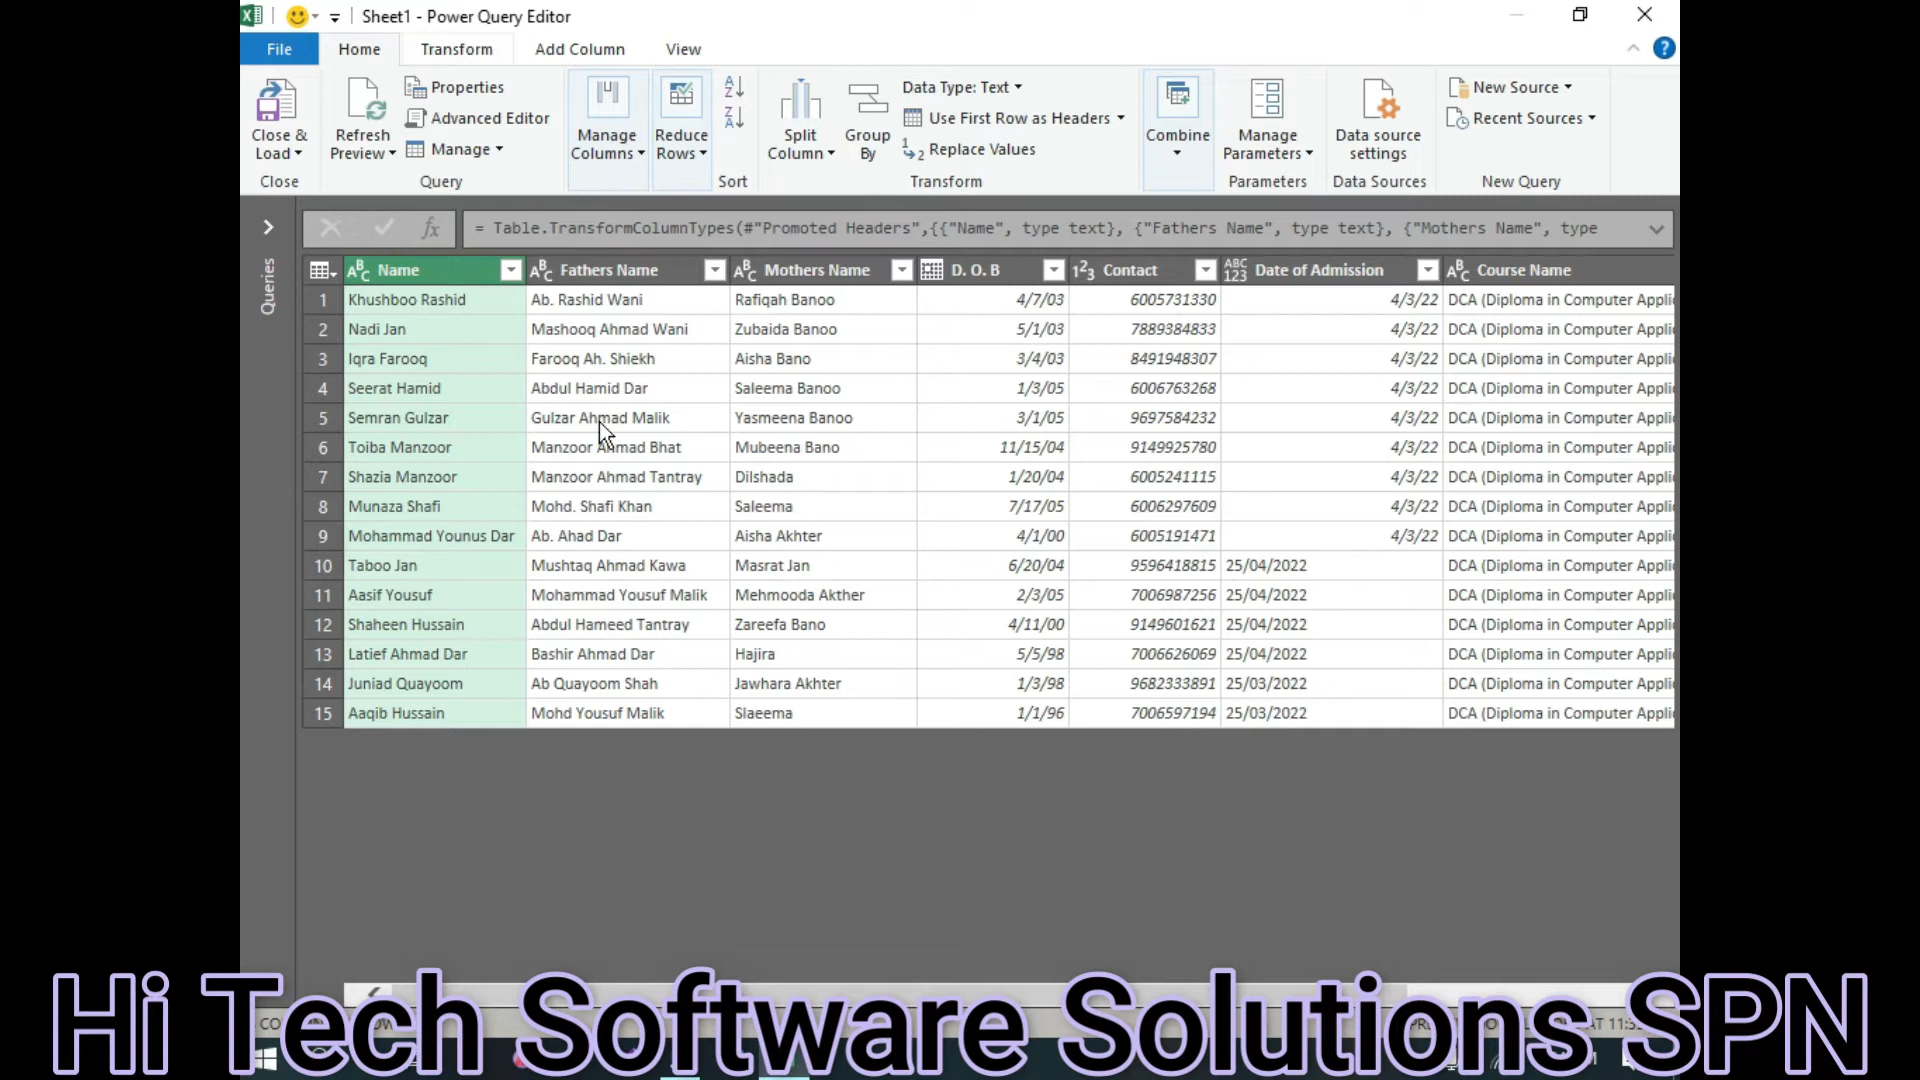 Sheet1 - Power Query Editor
File Home Transform Add Column View
Close & Load Refresh Preview Properties Advanced Editor Manage Manage Columns Reduce Rows Split Column Group By Data Type: Text Use First Row as Headers Replace Values Combine Manage Parameters Data source settings New Source Recent Sources
Close Query Sort Transform Parameters Data Sources New Query
= Table.TransformColumnTypes(#"Promoted Headers",{{"Name", type text}, {"Fathers Name", type text}, {"Mothers Name", type
Queries
Name Fathers Name Mothers Name D. O. B Contact Date of Admission Course Name
1 Khushboo Rashid Ab. Rashid Wani Rafiqah Banoo 4/7/03 6005731330 4/3/22 DCA (Diploma in Computer Appli
2 Nadi Jan Mashooq Ahmad Wani Zubaida Banoo 5/1/03 7889384833 4/3/22 DCA (Diploma in Computer Appli
3 Iqra Farooq Farooq Ah. Shiekh Aisha Bano 3/4/03 8491948307 4/3/22 DCA (Diploma in Computer Appli
4 Seerat Hamid Abdul Hamid Dar Saleema Banoo 1/3/05 6006763268 4/3/22 DCA (Diploma in Computer Appli
5 Semran Gulzar Gulzar Ahmad Malik Yasmeena Banoo 3/1/05 9697584232 4/3/22 DCA (Diploma in Computer Appli
6 Toiba Manzoor Manzoor Ahmad Bhat Mubeena Bano 11/15/04 9149925780 4/3/22 DCA (Diploma in Computer Appli
7 Shazia Manzoor Manzoor Ahmad Tantray Dilshada 1/20/04 6005241115 4/3/22 DCA (Diploma in Computer Appli
8 Munaza Shafi Mohd. Shafi Khan Saleema 7/17/05 6006297609 4/3/22 DCA (Diploma in Computer Appli
9 Mohammad Younus Dar Ab. Ahad Dar Aisha Akhter 4/1/00 6005191471 4/3/22 DCA (Diploma in Computer Appli
10 Taboo Jan Mushtaq Ahmad Kawa Masrat Jan 6/20/04 9596418815 25/04/2022 DCA (Diploma in Computer Appli
11 Aasif Yousuf Mohammad Yousuf Malik Mehmooda Akther 2/3/05 7006987256 25/04/2022 DCA (Diploma in Computer Appli
12 Shaheen Hussain Abdul Hameed Tantray Zareefa Bano 4/11/00 9149601621 25/04/2022 DCA (Diploma in Computer Appli
13 Latief Ahmad Dar Bashir Ahmad Dar Hajira 5/5/98 7006626069 25/04/2022 DCA (Diploma in Computer Appli
14 Juniad Quayoom Ab Quayoom Shah Jawhara Akhter 1/3/98 9682333891 25/03/2022 DCA (Diploma in Computer Appli
15 Aaqib Hussain Mohd Yousuf Malik Slaeema 1/1/96 7006597194 25/03/2022 DCA (Diploma in Computer Appli
Hi Tech Software Solutions SPN